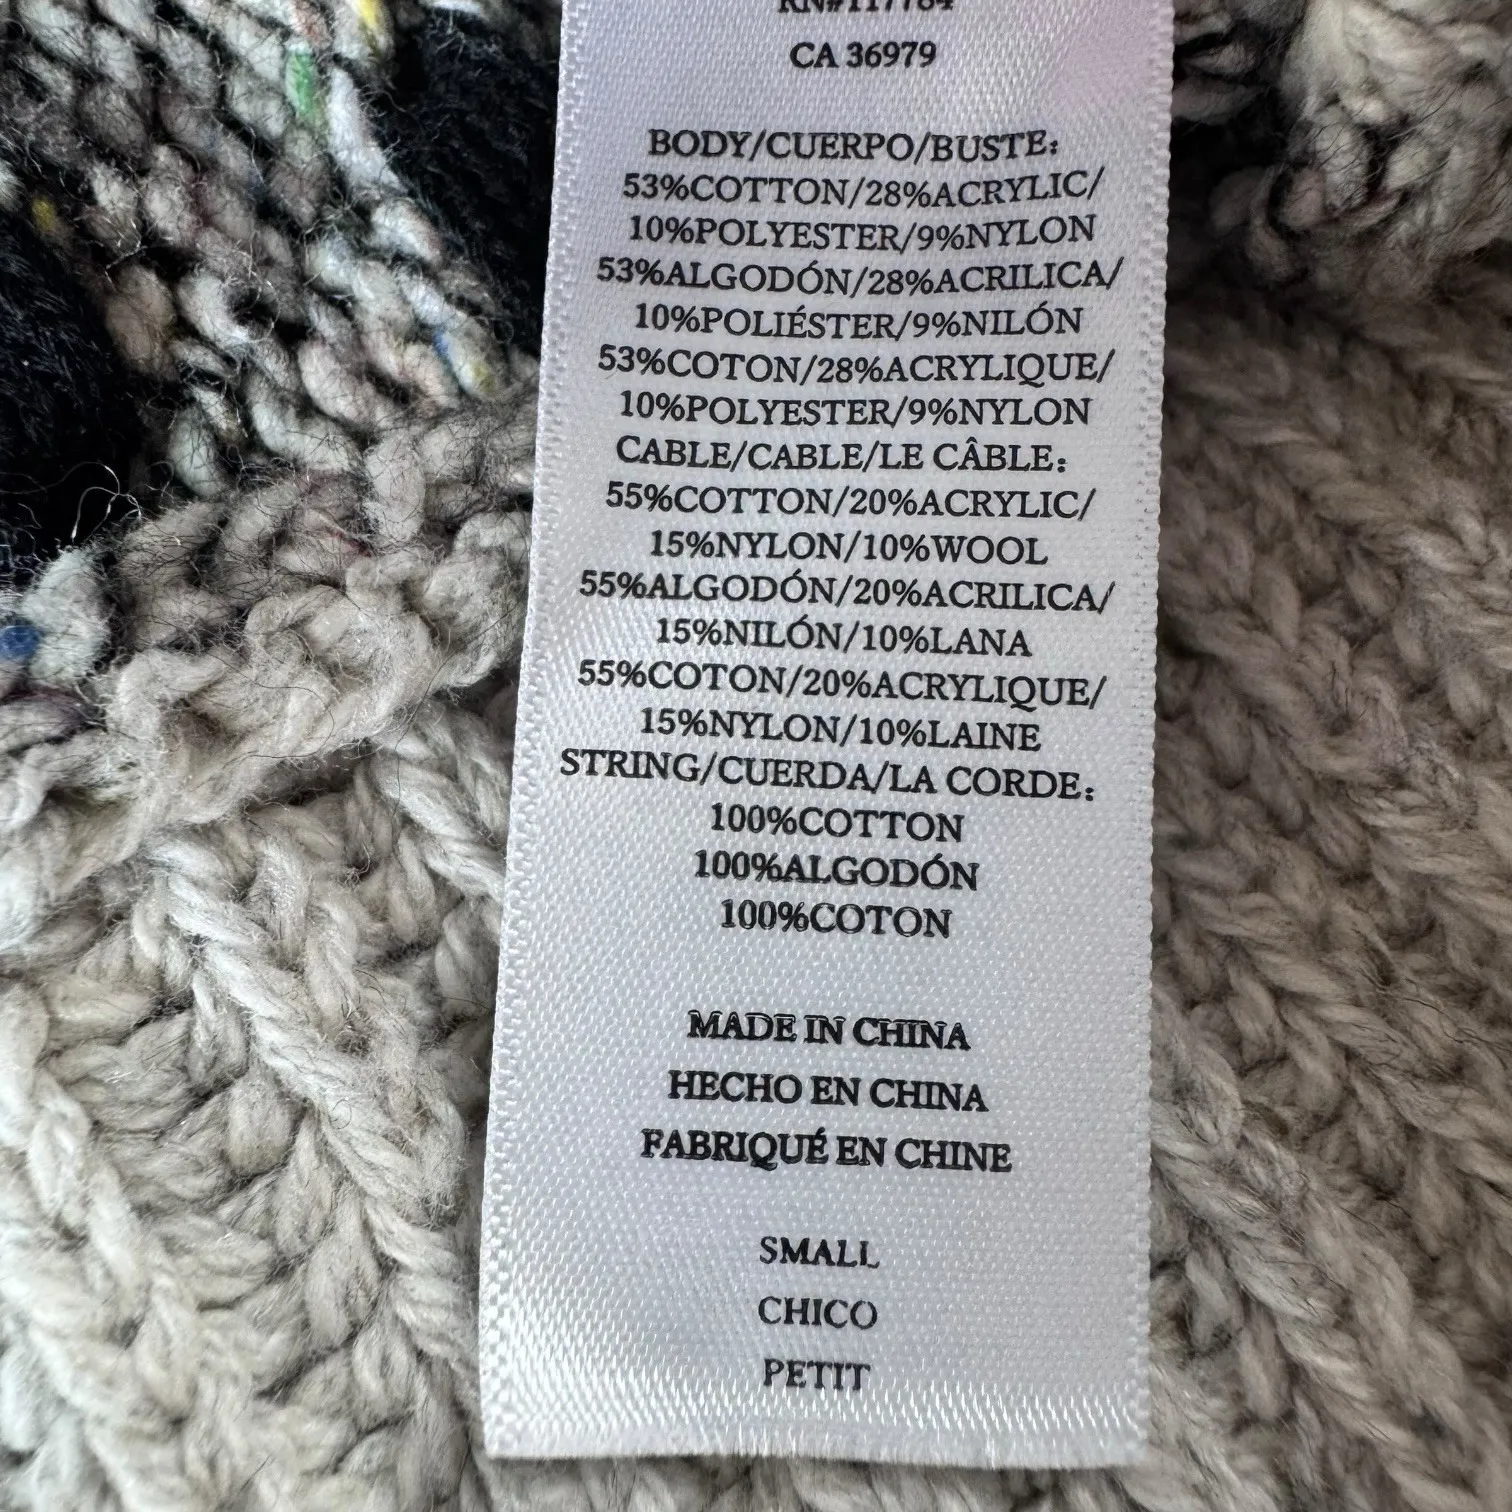 RN#117784
CA 36979
BODY/CUERPO/BUSTE:
53%COTTON/28%ACRYLIC/
10%POLYESTER/9%NYLON
53%ALGODÓN/28%ACRILICA/
10%POLIÉSTER/9%NILÓN
53%COTON/28%ACRYLIQUE/
10%POLYESTER/9%NYLON
CABLE/CABLE/LE CÂBLE:
55%COTTON/20%ACRYLIC/
15%NYLON/10%WOOL
55%ALGODÓN/20%ACRILICA/
15%NILÓN/10%LANA
55%COTON/20%ACRYLIQUE/
15%NYLON/10%LAINE
STRING/CUERDA/LA CORDE:
100%COTTON
100%ALGODÓN
100%COTON
MADE IN CHINA
HECHO EN CHINA
FABRIQUÉ EN CHINE
SMALL
CHICO
PETIT